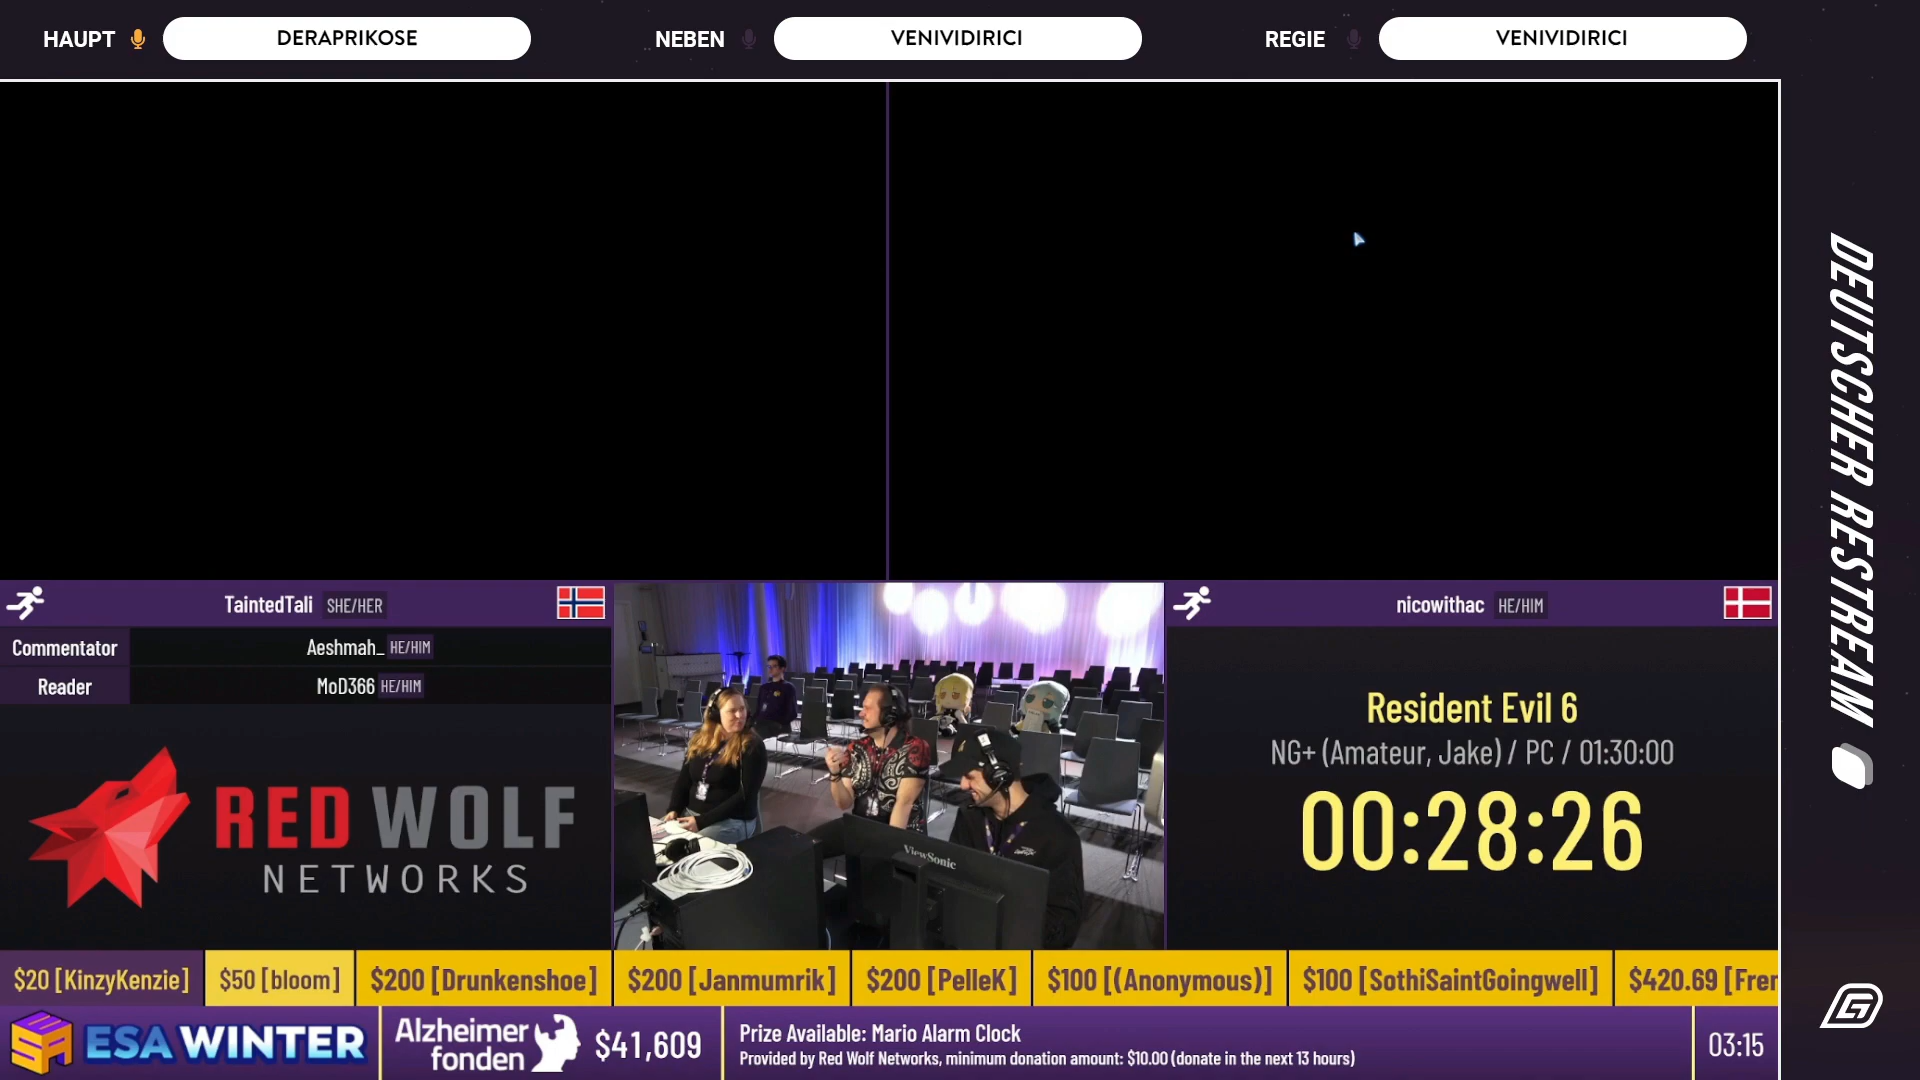 HAUPT
DERAPRIKOSE
NEBEN
VENIVIDIRICI
REGIE
VENIVIDIRICI
DEUTSCHER RESTREAM
TaintedTali SHE/HER
Commentator
Aeshmah_ HE/HIM
Reader
MoD366 HE/HIM
RED WOLF
NETWORKS
ViewSonic
nicowithac HE/HIM
Resident Evil 6
NG+ (Amateur, Jake) / PC / 01:30:00
00:28:26
$20 [KinzyKenzie]
$50 [bloom]
$200 [Drunkenshoe]
$200 [Janmumrik]
$200 [PelleK]
$100 [(Anonymous)]
$100 [SothiSaintGoingwell]
$420.69 [Fren
ESA WINTER
Alzheimer
fonden
$41,609
Prize Available: Mario Alarm Clock
Provided by Red Wolf Networks, minimum donation amount: $10.00 (donate in the next 13 hours)
03:15